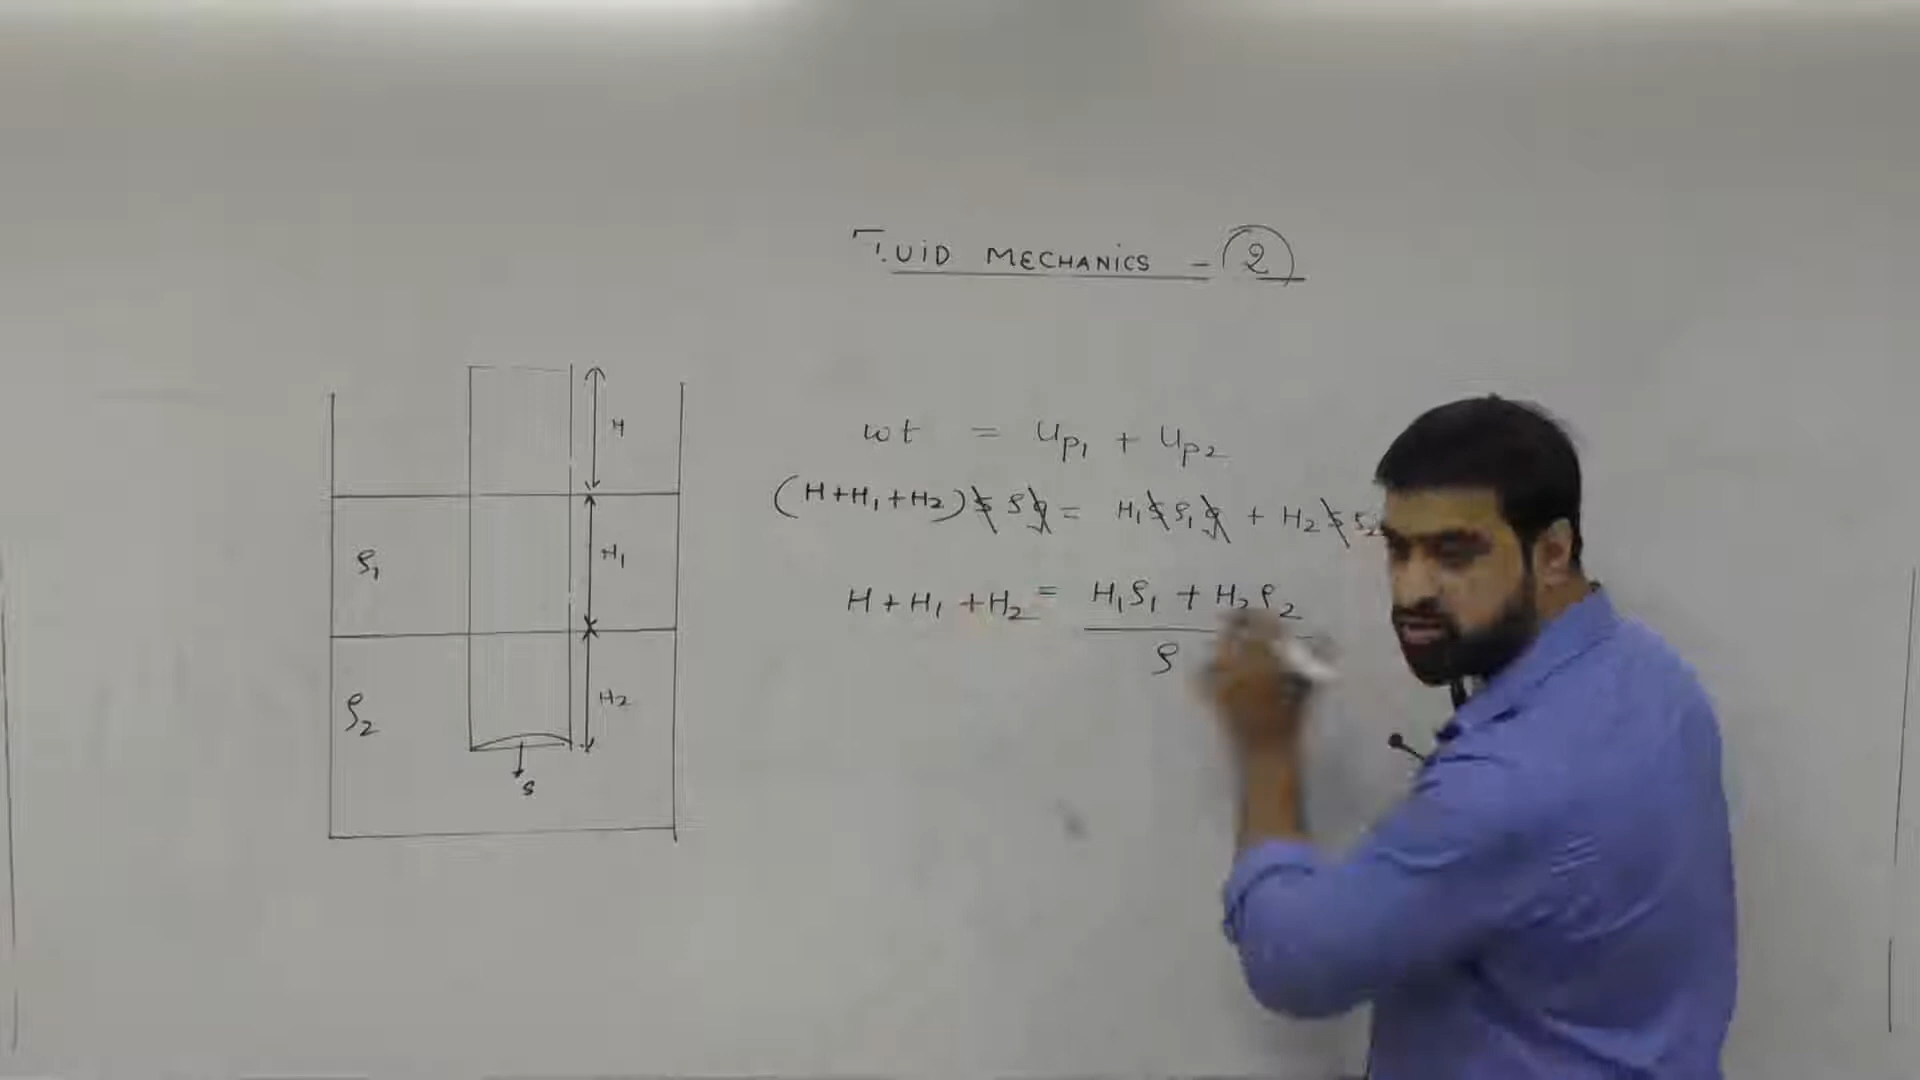 FLUID MECHANICS - 2
wt = Up1 + Up2
(H+H1+H2) s ρ g = H1 s ρ1 g + H2 s ρ2
H + H1 + H2 = H1ρ1 + H2ρ2
ρ
H
ρ1
H1
ρ2
H2
s